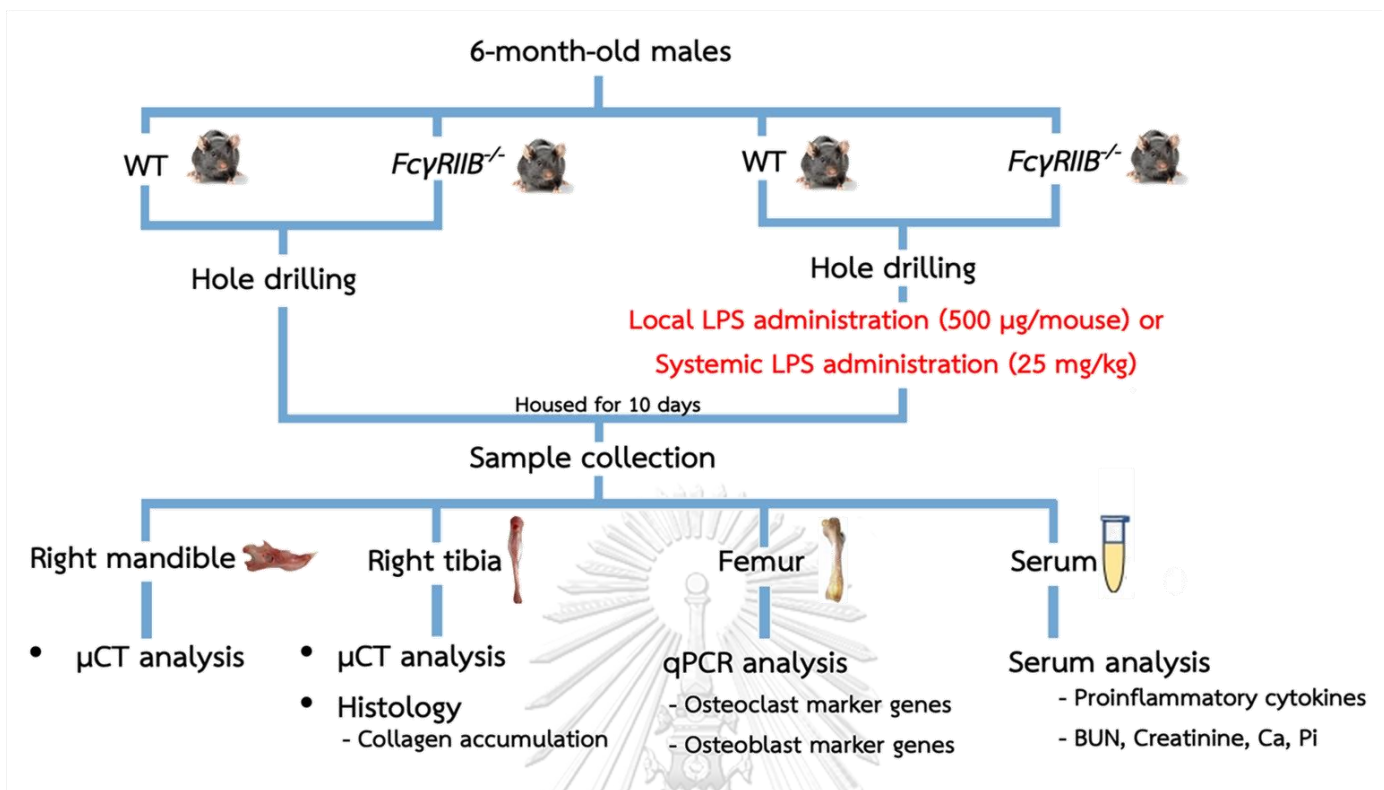 6-month-old males
WT
FcγRIIB-/-
WT
FcγRIIB-/-
Hole drilling
Hole drilling
Local LPS administration (500 µg/mouse) or
Systemic LPS administration (25 mg/kg)
Housed for 10 days
Sample collection
Right mandible
Right tibia
Femur
Serum
• µCT analysis
• µCT analysis
• Histology
- Collagen accumulation
qPCR analysis
- Osteoclast marker genes
- Osteoblast marker genes
Serum analysis
- Proinflammatory cytokines
- BUN, Creatinine, Ca, Pi